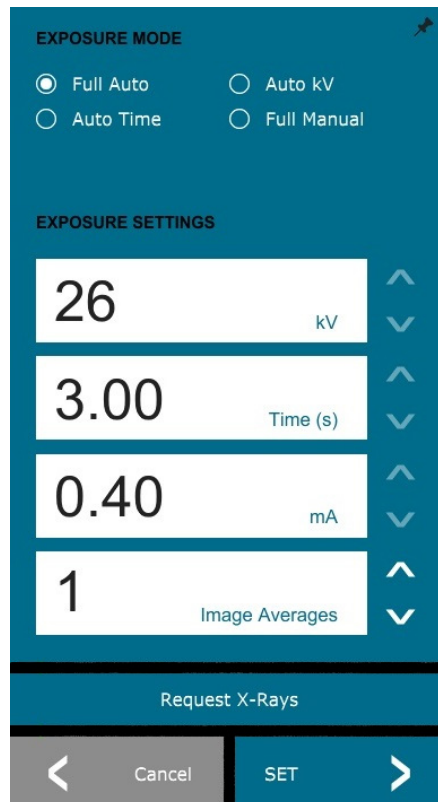 EXPOSURE MODE
Full Auto
Auto kV
Auto Time
Full Manual
EXPOSURE SETTINGS
26
kV
3.00
Time (s)
0.40
mA
1
Image Averages
Request X-Rays
Cancel
SET